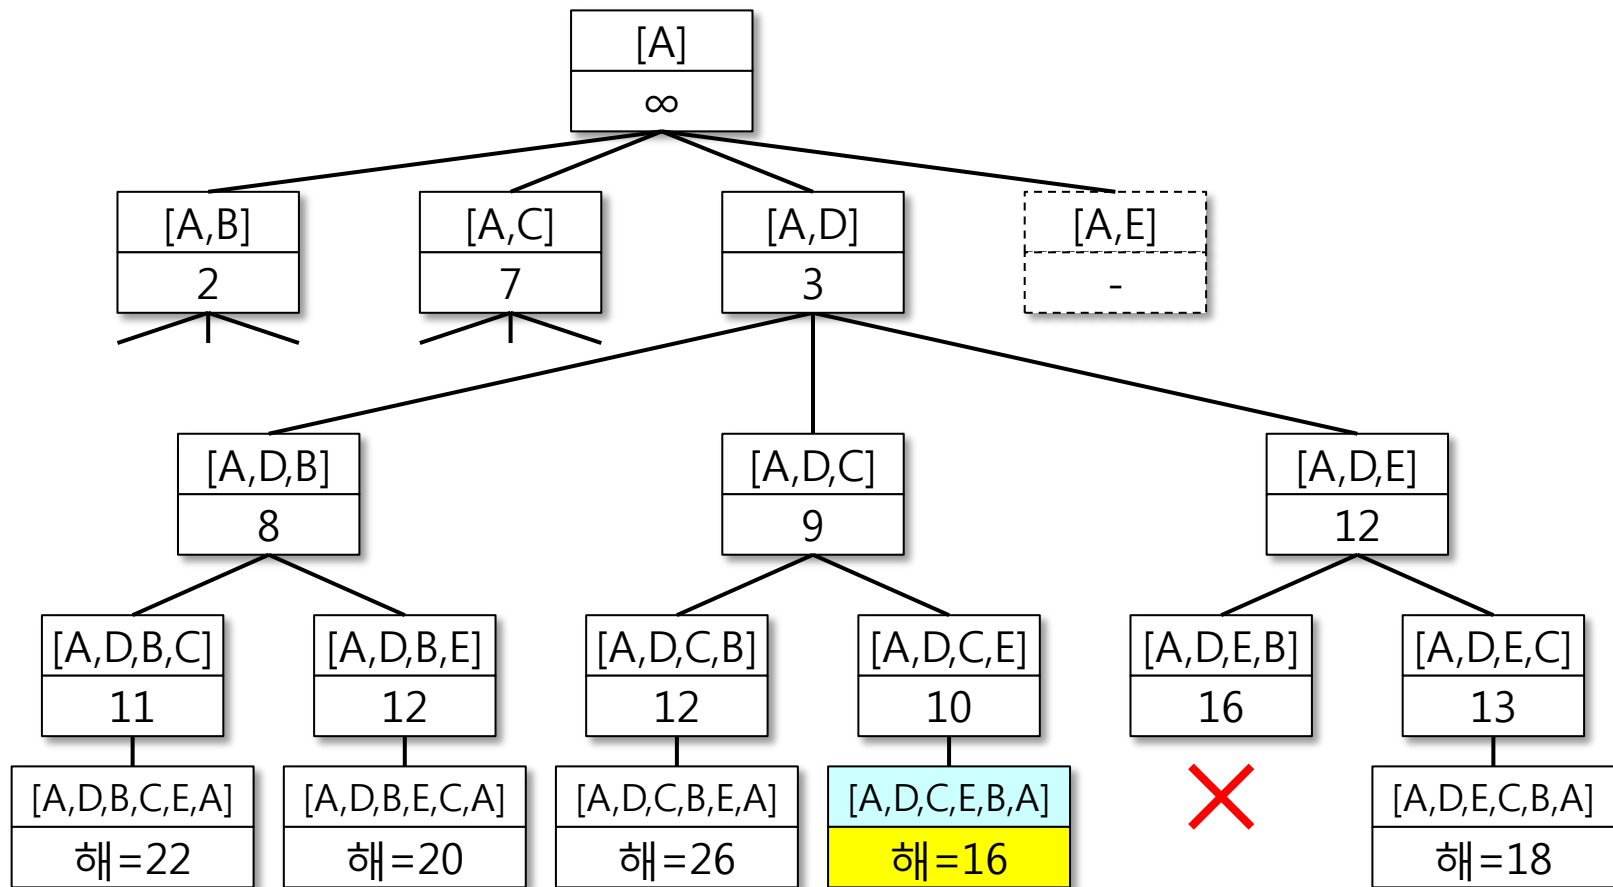 [A]
∞
[A,B]
2
[A,C]
7
[A,D]
3
[A,E]
-
[A,D,B]
8
[A,D,C]
9
[A,D,E]
12
[A,D,B,C]
11
[A,D,B,E]
12
[A,D,C,B]
12
[A,D,C,E]
10
[A,D,E,B]
16
[A,D,E,C]
13
[A,D,B,C,E,A]
해=22
[A,D,B,E,C,A]
해=20
[A,D,C,B,E,A]
해=26
[A,D,C,E,B,A]
해=16
[A,D,E,C,B,A]
해=18